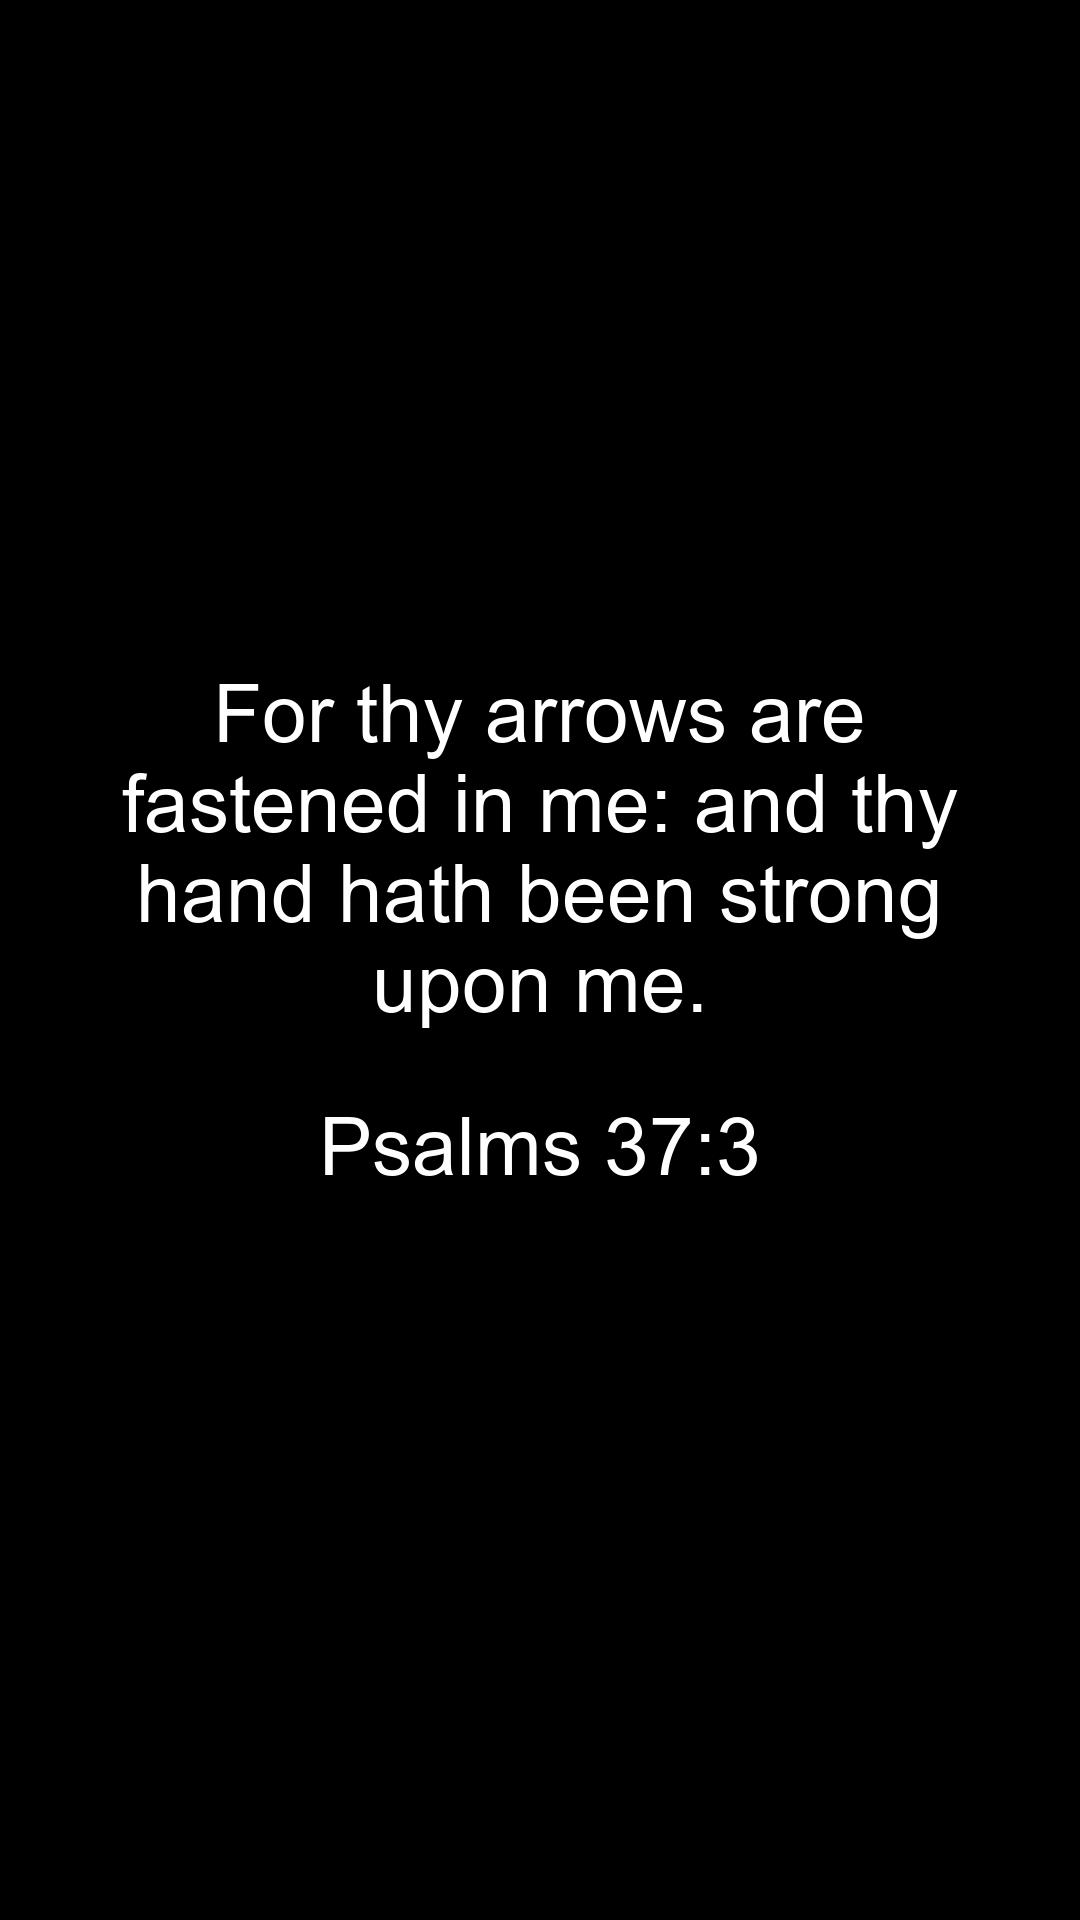 For thy arrows are
fastened in me: and thy
hand hath been strong
upon me.
Psalms 37:3